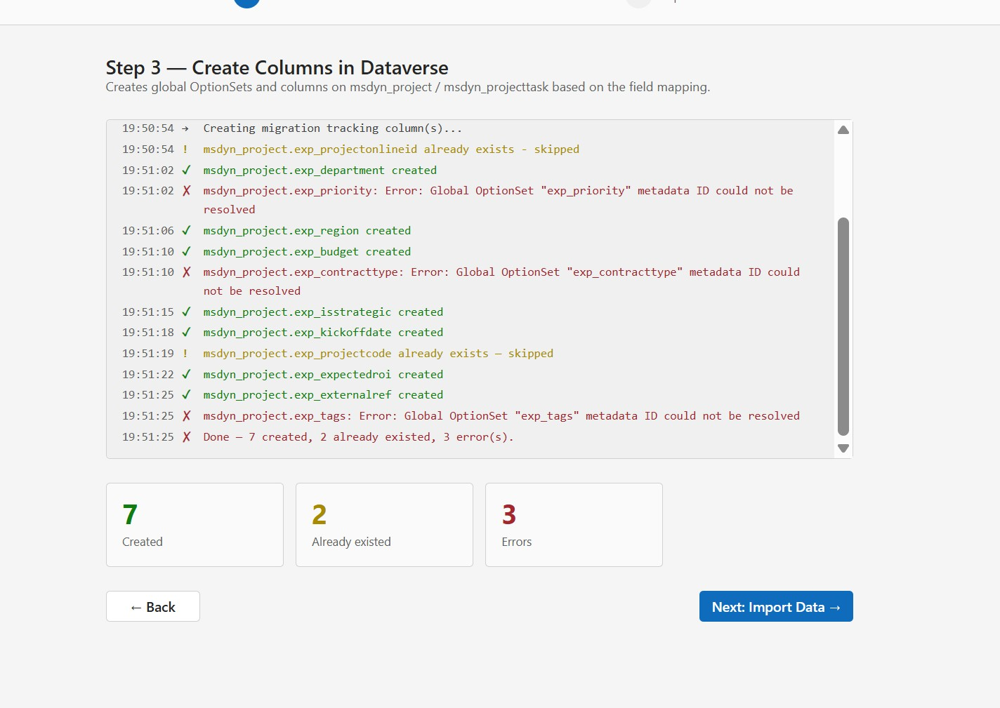 Step 3 — Create Columns in Dataverse
Creates global OptionSets and columns on msdyn_project / msdyn_projecttask based on the field mapping.
19:50:54 → Creating migration tracking column(s)...
19:50:54 ! msdyn_project.exp_projectonlineid already exists - skipped
19:51:02 ✓ msdyn_project.exp_department created
19:51:02 ✗ msdyn_project.exp_priority: Error: Global OptionSet "exp_priority" metadata ID could not be
resolved
19:51:06 ✓ msdyn_project.exp_region created
19:51:10 ✓ msdyn_project.exp_budget created
19:51:10 ✗ msdyn_project.exp_contracttype: Error: Global OptionSet "exp_contracttype" metadata ID could
not be resolved
19:51:15 ✓ msdyn_project.exp_isstrategic created
19:51:18 ✓ msdyn_project.exp_kickoffdate created
19:51:19 ! msdyn_project.exp_projectcode already exists — skipped
19:51:22 ✓ msdyn_project.exp_expectedroi created
19:51:25 ✓ msdyn_project.exp_externalref created
19:51:25 ✗ msdyn_project.exp_tags: Error: Global OptionSet "exp_tags" metadata ID could not be resolved
19:51:25 ✗ Done — 7 created, 2 already existed, 3 error(s).
7
Created
2
Already existed
3
Errors
← Back
Next: Import Data →